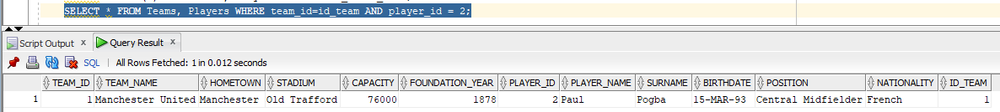 SELECT * FROM Teams, Players WHERE team_id=id_team AND player_id = 2;
Script Output x Query Result x
SQL | All Rows Fetched: 1 in 0.012 seconds
TEAM_ID TEAM_NAME HOMETOWN STADIUM CAPACITY FOUNDATION_YEAR PLAYER_ID PLAYER_NAME SURNAME BIRTHDATE POSITION NATIONALITY ID_TEAM
1 1 Manchester United Manchester Old Trafford 76000 1878 2 Paul Pogba 15-MAR-93 Central Midfielder French 1